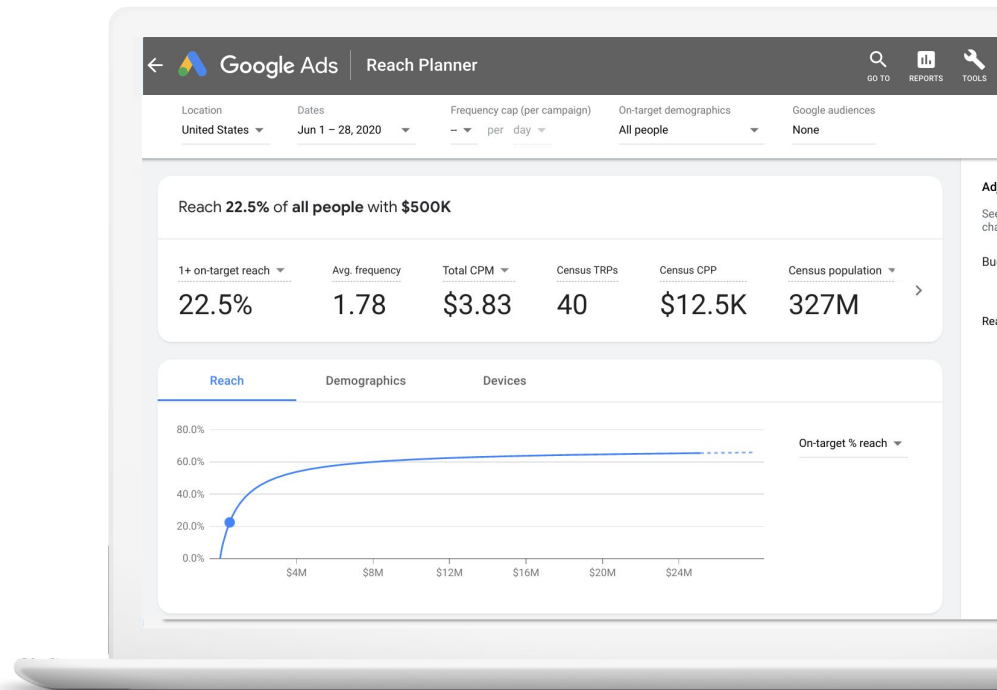 Google Ads | Reach Planner
GO TO
REPORTS
TOOLS
Location
Dates
Frequency cap (per campaign)
On-target demographics
Google audiences
United States
Jun 1 – 28, 2020
– per day
All people
None
Reach 22.5% of all people with $500K
1+ on-target reach
Avg. frequency
Total CPM
Census TRPs
Census CPP
Census population
22.5%
1.78
$3.83
40
$12.5K
327M
Reach
Demographics
Devices
On-target % reach
80.0%
60.0%
40.0%
20.0%
0.0%
$4M
$8M
$12M
$16M
$20M
$24M